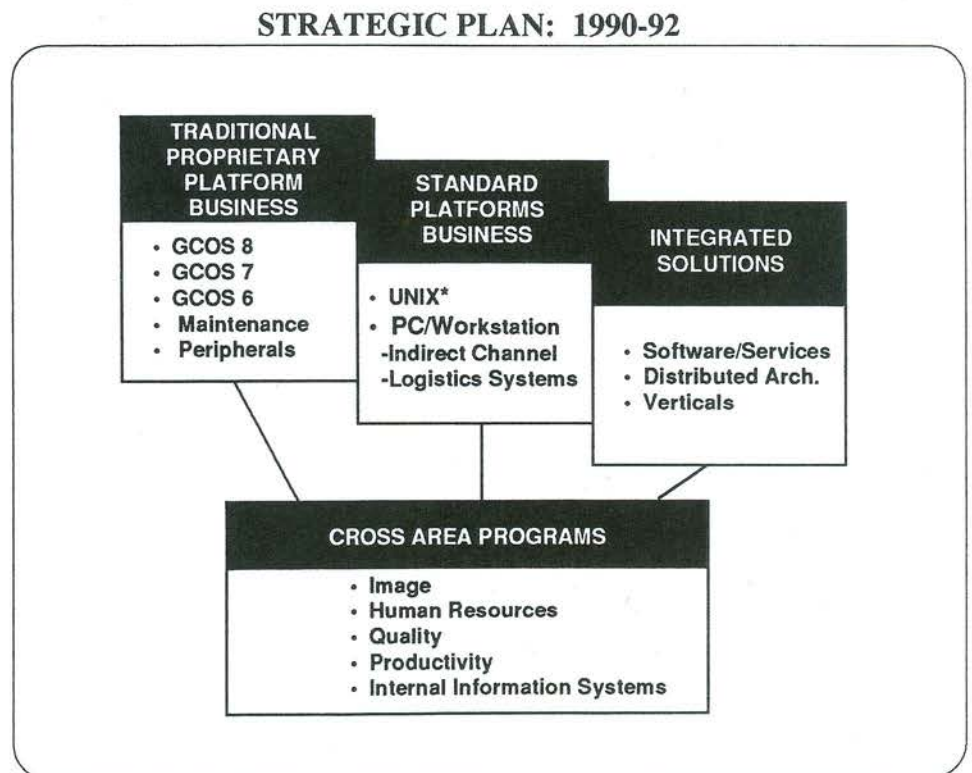 STRATEGIC PLAN: 1990-92
TRADITIONAL
PROPRIETARY
PLATFORM
BUSINESS
• GCOS 8
• GCOS 7
• GCOS 6
• Maintenance
• Peripherals
STANDARD
PLATFORMS
BUSINESS
• UNIX*
• PC/Workstation
-Indirect Channel
-Logistics Systems
INTEGRATED
SOLUTIONS
• Software/Services
• Distributed Arch.
• Verticals
CROSS AREA PROGRAMS
• Image
• Human Resources
• Quality
• Productivity
• Internal Information Systems